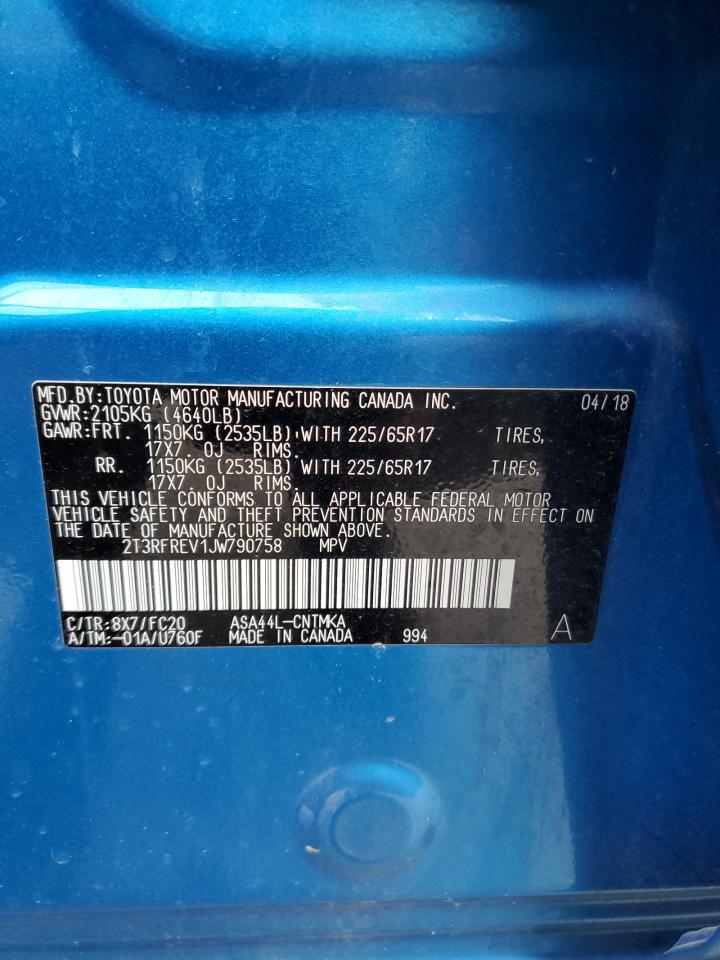 MFD.BY:TOYOTA MOTOR MANUFACTURING CANADA INC. 04/18
GVWR:2105KG (4640LB)
GAWR:FRT. 1150KG (2535LB) WITH 225/65R17 TIRES,
17X7. 0J RIMS.
RR. 1150KG (2535LB) WITH 225/65R17 TIRES,
17X7. 0J RIMS.
THIS VEHICLE CONFORMS TO ALL APPLICABLE FEDERAL MOTOR
VEHICLE SAFETY AND THEFT PREVENTION STANDARDS IN EFFECT ON
THE DATE OF MANUFACTURE SHOWN ABOVE.
2T3RFREV1JW790758 MPV
C/TR:8X7/FC20 ASA44L-CNTMKA
A/TM:-01A/U760F MADE IN CANADA 994 A